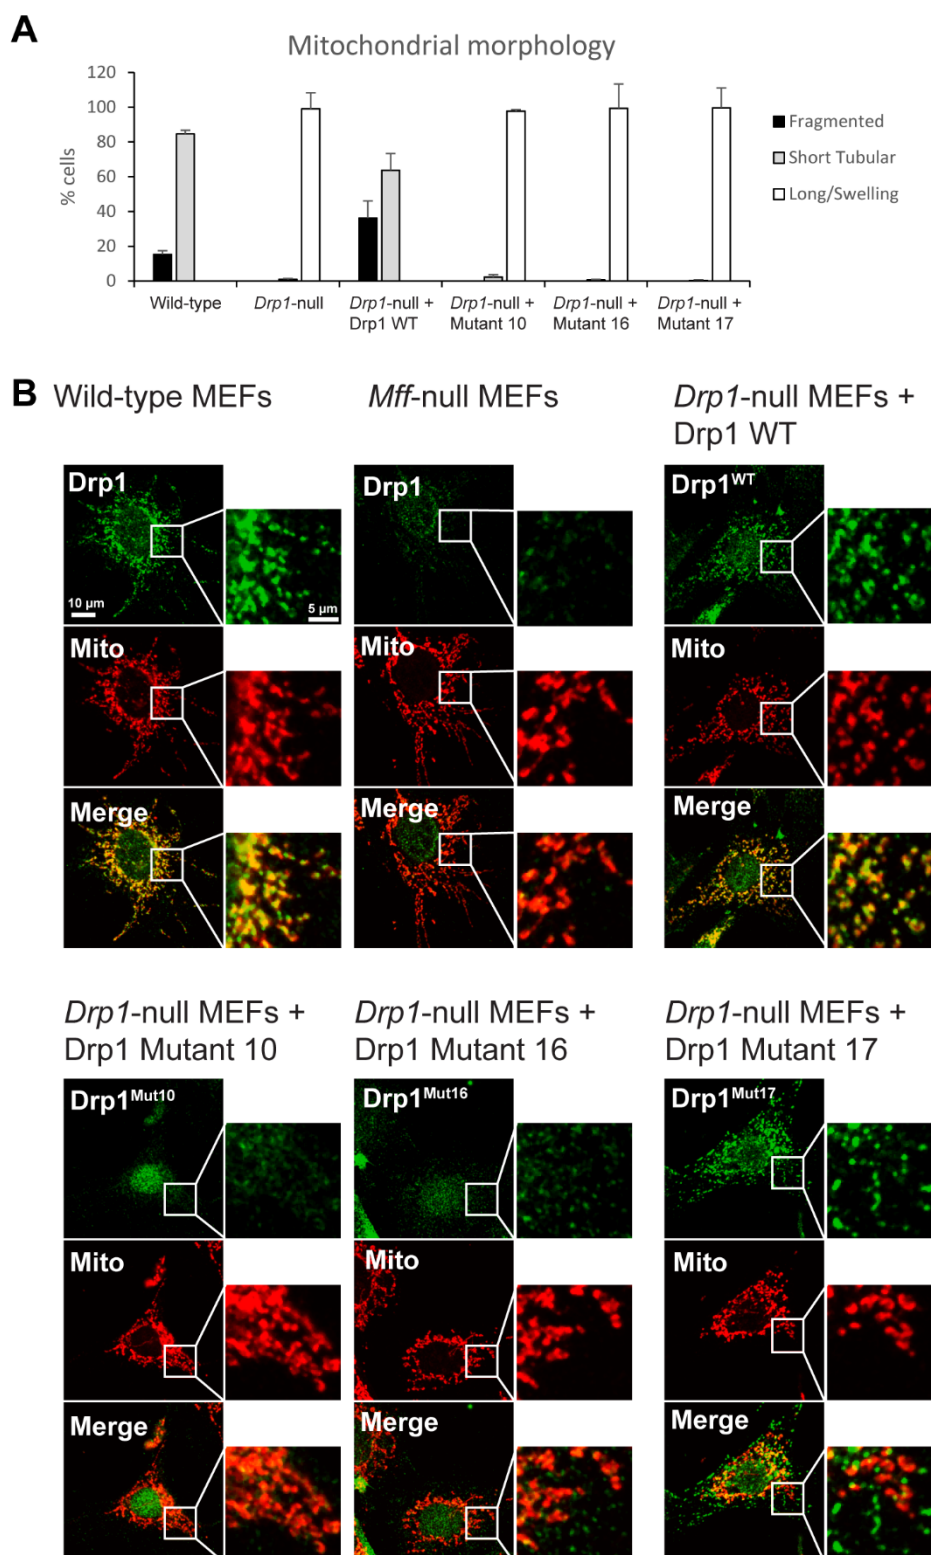 A
Mitochondrial morphology
% cells
120
100
80
60
40
20
0
Wild-type
Drp1-null
Drp1-null +
Drp1 WT
Drp1-null +
Mutant 10
Drp1-null +
Mutant 16
Drp1-null +
Mutant 17
Fragmented
Short Tubular
Long/Swelling
B
Wild-type MEFs
Mff-null MEFs
Drp1-null MEFs +
Drp1 WT
Drp1
10 µm
5 µm
Mito
Merge
Drp1
Mito
Merge
Drp1WT
Mito
Merge
Drp1-null MEFs +
Drp1 Mutant 10
Drp1-null MEFs +
Drp1 Mutant 16
Drp1-null MEFs +
Drp1 Mutant 17
Drp1Mut10
Mito
Merge
Drp1Mut16
Mito
Merge
Drp1Mut17
Mito
Merge